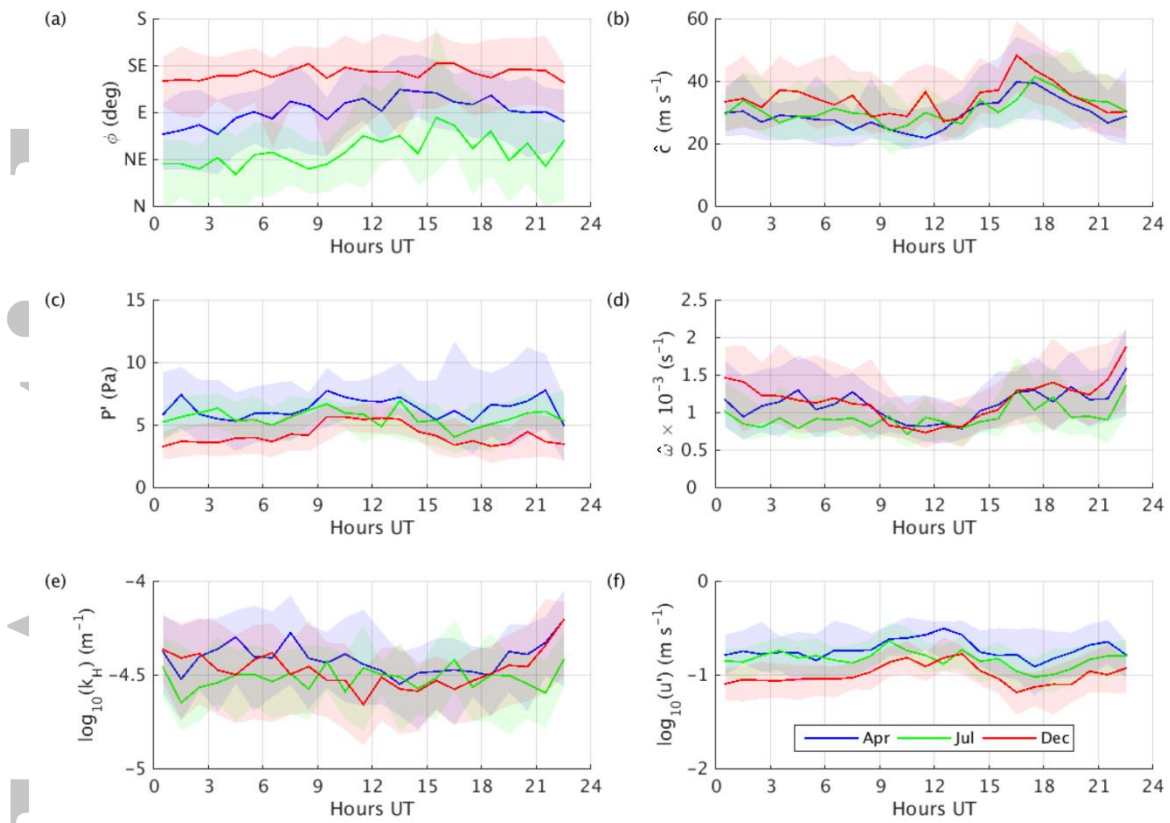 (a)
S
SE
E
NE
N
ϕ (deg)
0 3 6 9 12 15 18 21 24
Hours UT
(b)
60
40
20
0
ĉ (m s⁻¹)
0 3 6 9 12 15 18 21 24
Hours UT
(c)
15
10
5
0
P' (Pa)
0 3 6 9 12 15 18 21 24
Hours UT
(d)
2.5
2
1.5
1
0.5
0
ω̂ × 10⁻³ (s⁻¹)
0 3 6 9 12 15 18 21 24
Hours UT
(e)
−4
−4.5
−5
log₁₀(k_H) (m⁻¹)
0 3 6 9 12 15 18 21 24
Hours UT
(f)
0
−1
−2
log₁₀(u') (m s⁻¹)
Apr Jul Dec
0 3 6 9 12 15 18 21 24
Hours UT